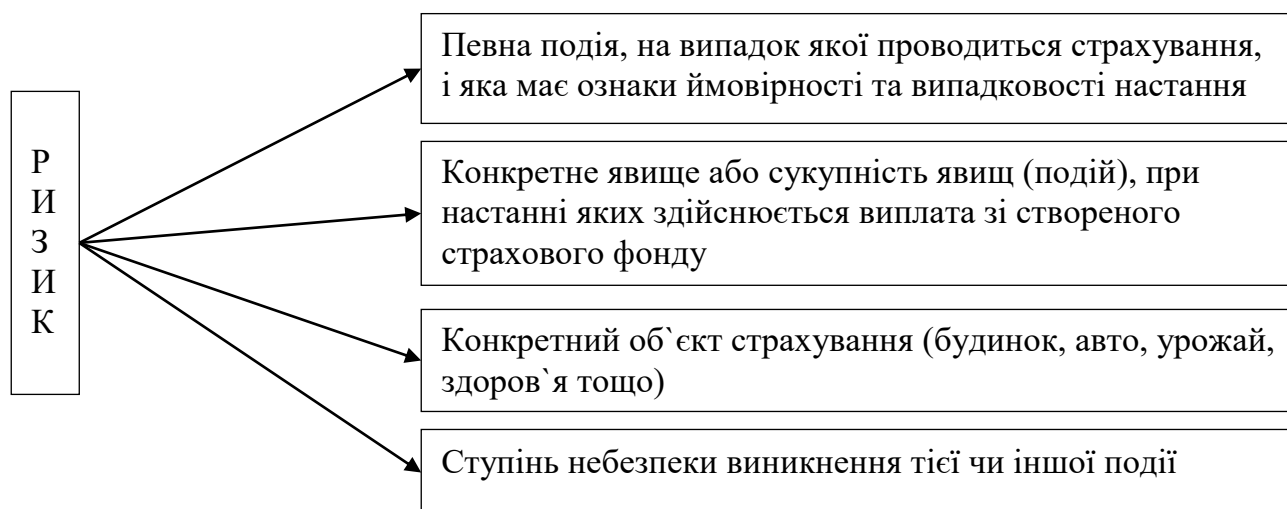 Р
И
З
И
К
Певна подія, на випадок якої проводиться страхування,
і яка має ознаки ймовірності та випадковості настання
Конкретне явище або сукупність явищ (подій), при
настанні яких здійснюється виплата зі створеного
страхового фонду
Конкретний об`єкт страхування (будинок, авто, урожай,
здоров`я тощо)
Ступінь небезпеки виникнення тієї чи іншої події